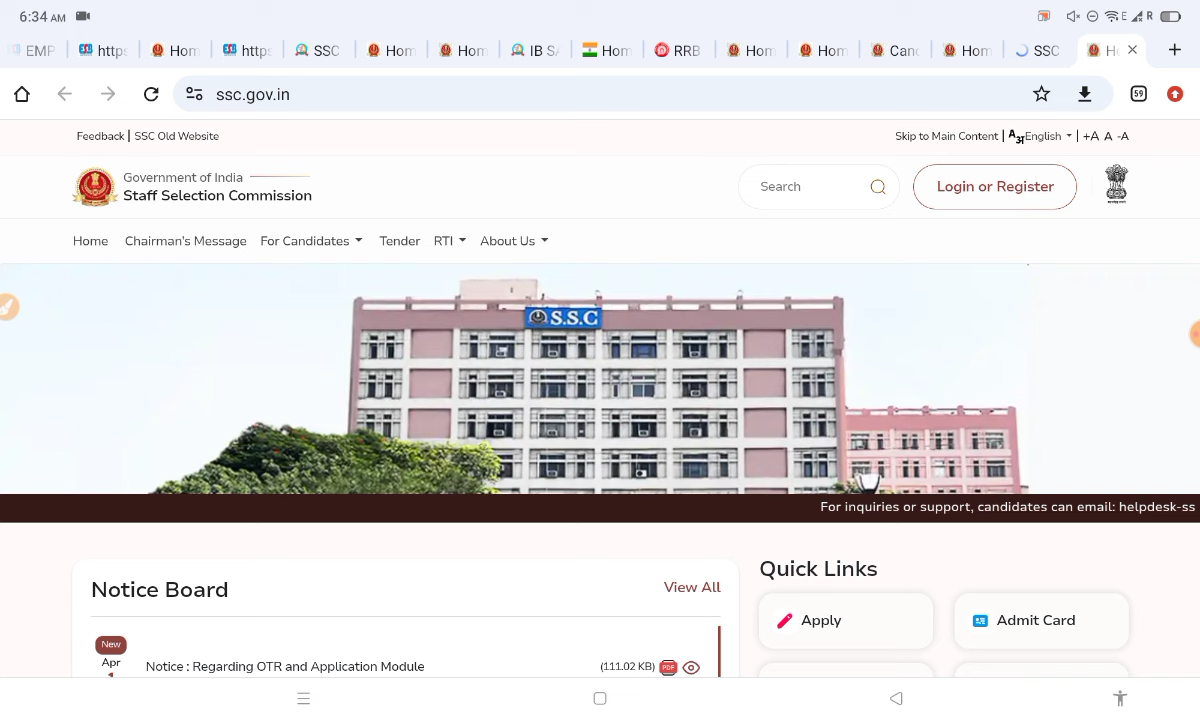 6:34 AM
E
R
EMP
https
Hom
https
SSC
Hom
Hom
IB SA
Hom
RRB
Hom
Hom
Canc
Hom
SSC
Ho
ssc.gov.in
59
Feedback | SSC Old Website
Skip to Main Content | A अ English | +A A -A
Government of India
Staff Selection Commission
Search
Login or Register
Home
Chairman's Message
For Candidates
Tender
RTI
About Us
S.S.C
For inquiries or support, candidates can email: helpdesk-ss
Notice Board
View All
New
Apr
Notice : Regarding OTR and Application Module
(111.02 KB)
PDF
Quick Links
Apply
Admit Card